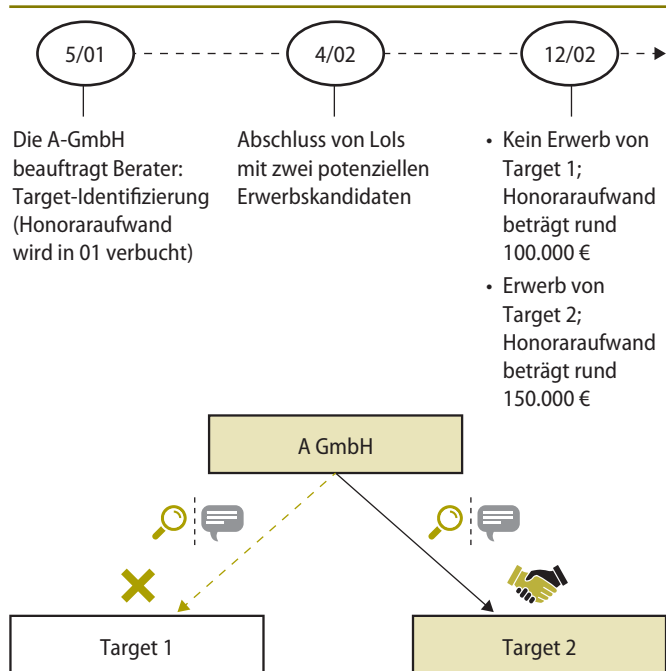 5/01
4/02
12/02
Die A-GmbH
beauftragt Berater:
Target-Identifizierung
(Honoraraufwand
wird in 01 verbucht)
Abschluss von LoIs
mit zwei potenziellen
Erwerbskandidaten
• Kein Erwerb von
Target 1;
Honoraraufwand
beträgt rund
100.000 €
• Erwerb von
Target 2;
Honoraraufwand
beträgt rund
150.000 €
A GmbH
Target 1
Target 2